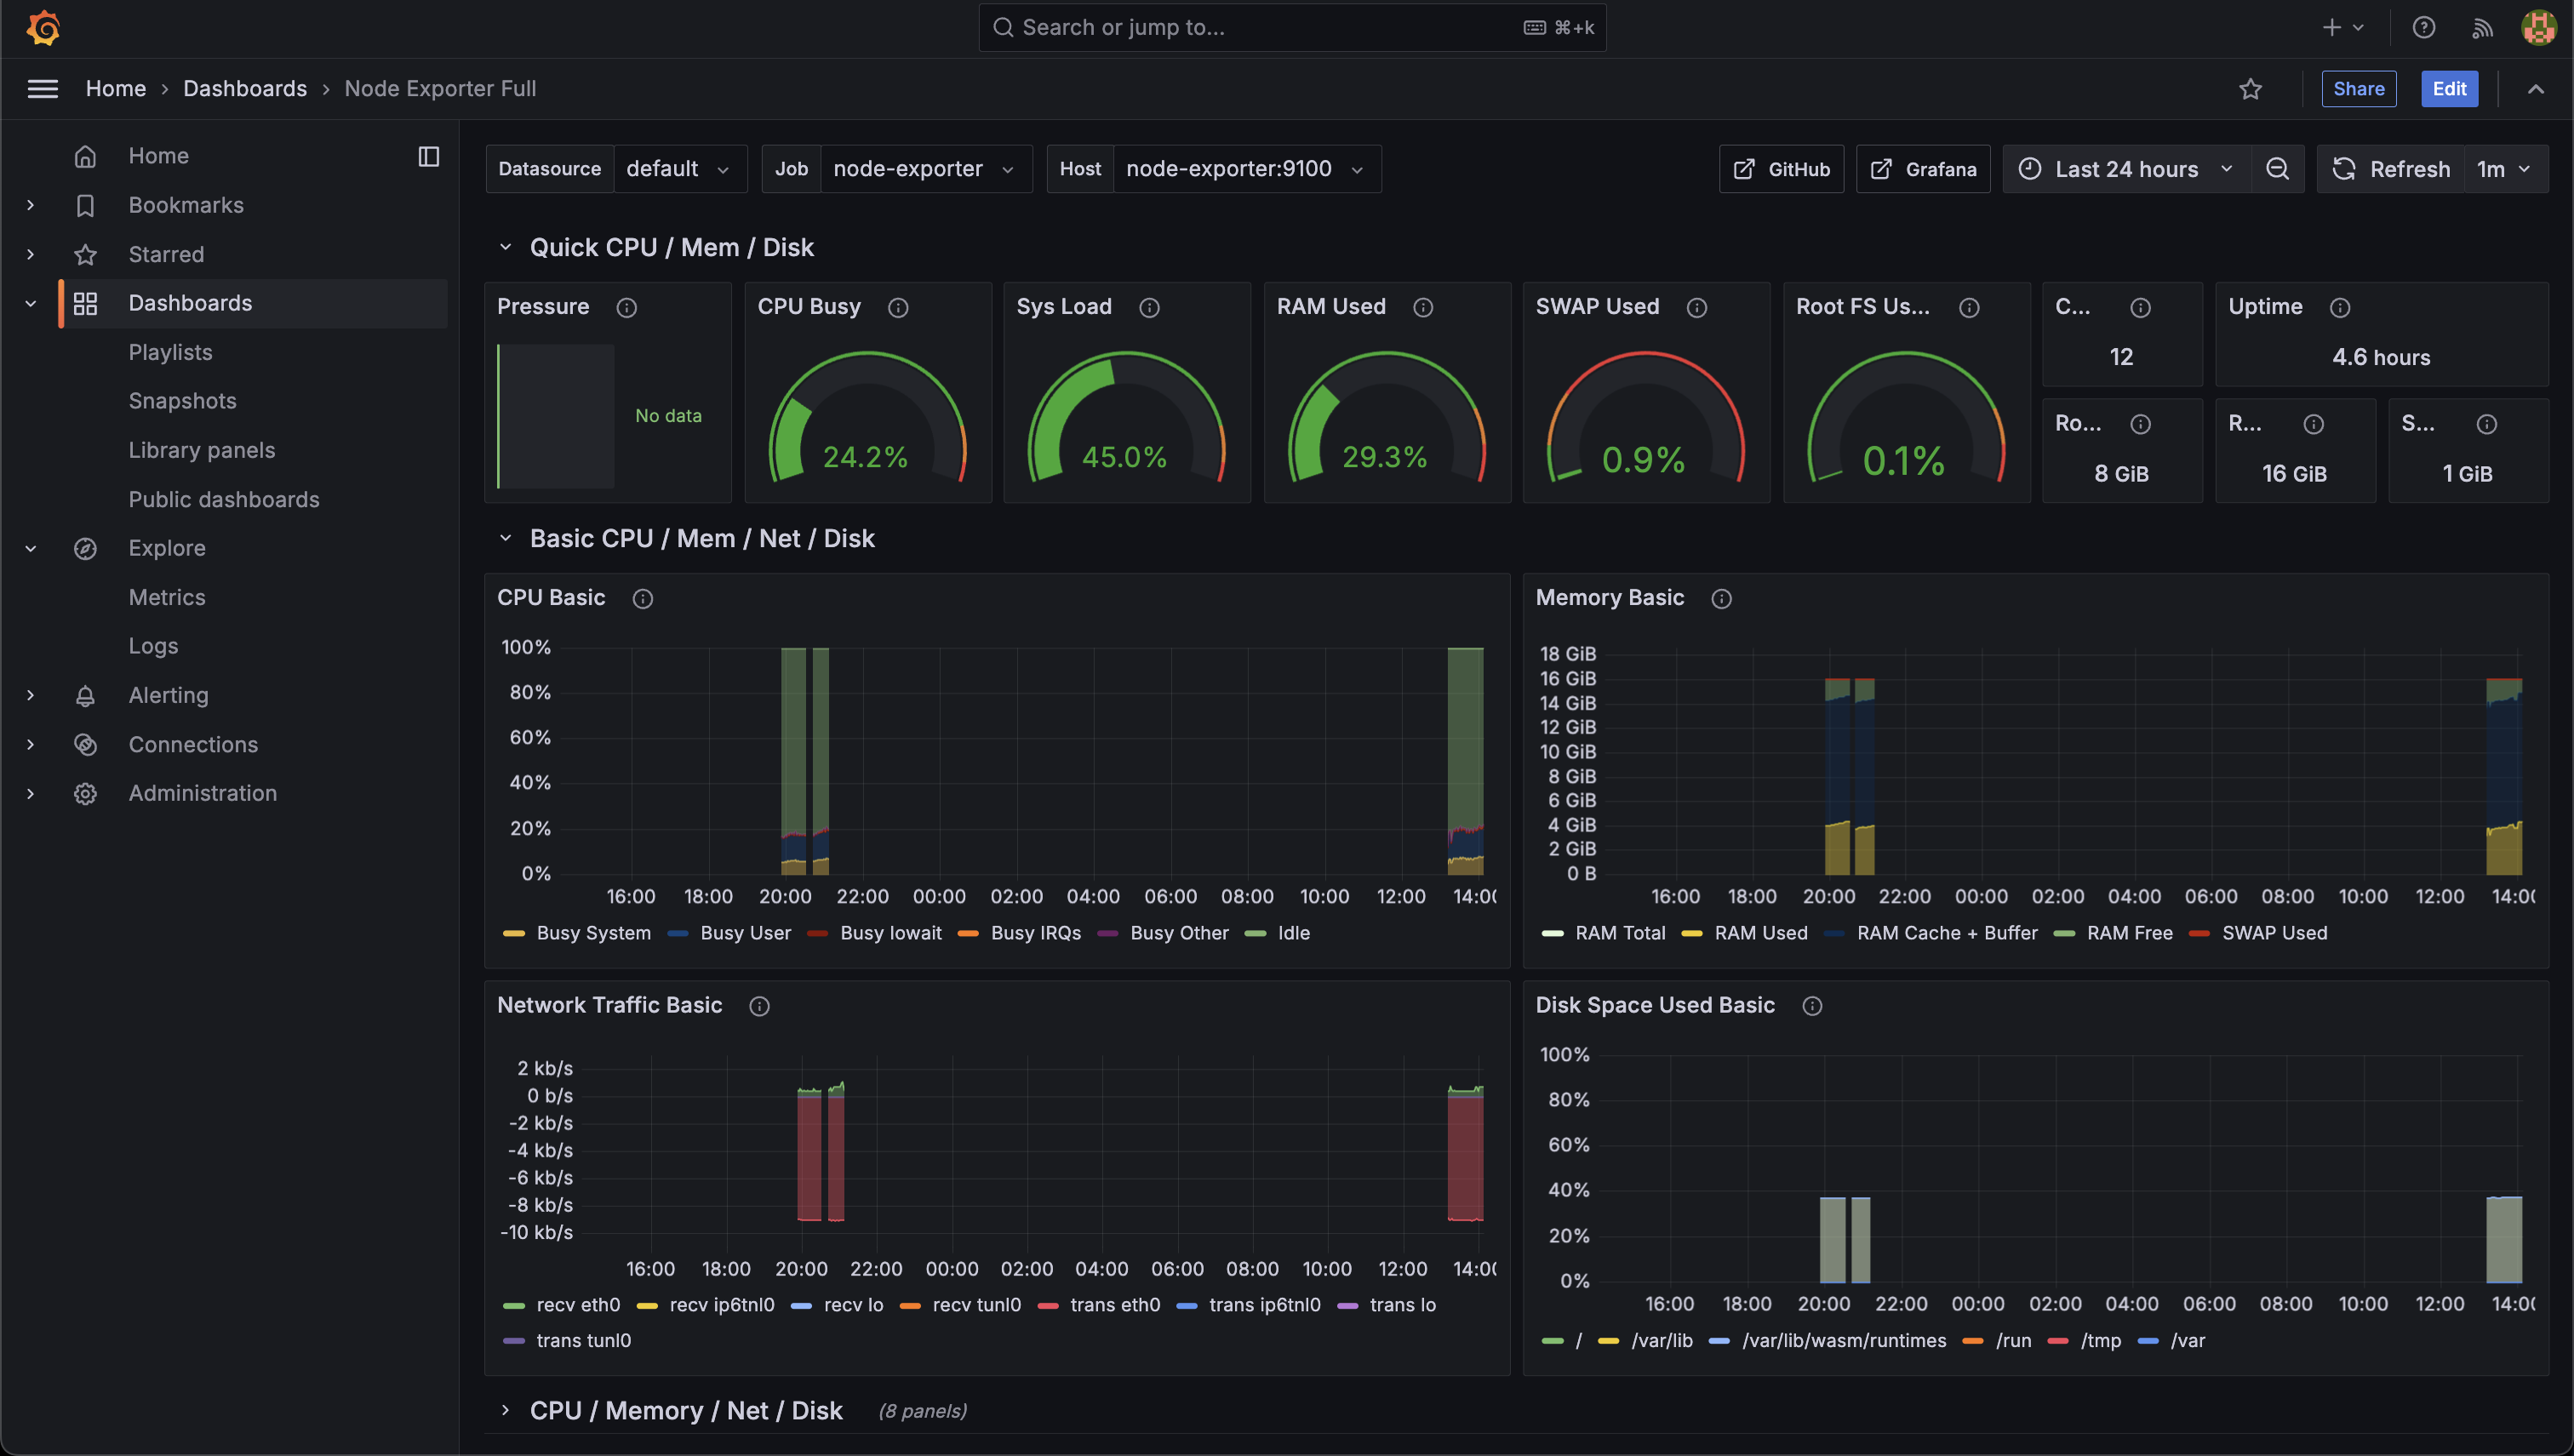 Search or jump to... ⌘+k
Home › Dashboards › Node Exporter Full Share Edit
Home
Bookmarks
Starred
Dashboards
Playlists
Snapshots
Library panels
Public dashboards
Explore
Metrics
Logs
Alerting
Connections
Administration
Datasource default Job node-exporter Host node-exporter:9100 GitHub Grafana Last 24 hours Refresh 1m
Quick CPU / Mem / Disk
Pressure
No data
CPU Busy
24.2%
Sys Load
45.0%
RAM Used
29.3%
SWAP Used
0.9%
Root FS Us...
0.1%
C...
12
Uptime
4.6 hours
Ro...
8 GiB
R...
16 GiB
S...
1 GiB
Basic CPU / Mem / Net / Disk
CPU Basic
100%
80%
60%
40%
20%
0%
16:00 18:00 20:00 22:00 00:00 02:00 04:00 06:00 08:00 10:00 12:00 14:00
Busy System Busy User Busy Iowait Busy IRQs Busy Other Idle
Memory Basic
18 GiB
16 GiB
14 GiB
12 GiB
10 GiB
8 GiB
6 GiB
4 GiB
2 GiB
0 B
16:00 18:00 20:00 22:00 00:00 02:00 04:00 06:00 08:00 10:00 12:00 14:00
RAM Total RAM Used RAM Cache + Buffer RAM Free SWAP Used
Network Traffic Basic
2 kb/s
0 b/s
-2 kb/s
-4 kb/s
-6 kb/s
-8 kb/s
-10 kb/s
16:00 18:00 20:00 22:00 00:00 02:00 04:00 06:00 08:00 10:00 12:00 14:00
recv eth0 recv ip6tnl0 recv lo recv tunl0 trans eth0 trans ip6tnl0 trans lo
trans tunl0
Disk Space Used Basic
100%
80%
60%
40%
20%
0%
16:00 18:00 20:00 22:00 00:00 02:00 04:00 06:00 08:00 10:00 12:00 14:00
/ /var/lib /var/lib/wasm/runtimes /run /tmp /var
CPU / Memory / Net / Disk (8 panels)